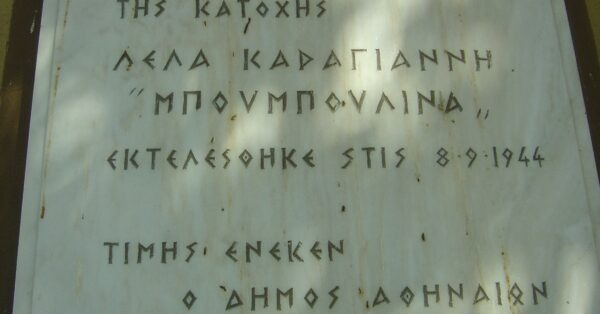 ΤΗΣ ΚΑΤΟΧΗΣ
ΛΕΛΑ ΚΑΡΑΓΙΑΝΝΗ
"ΜΠΟΥΜΠΟΥΛΙΝΑ"
ΕΚΤΕΛΕΣΘΗΚΕ ΣΤΙΣ 8·9·1944
ΤΙΜΗΣ ΕΝΕΚΕΝ
Ο ΔΗΜΟΣ ΑΘΗΝΑΙΩΝ